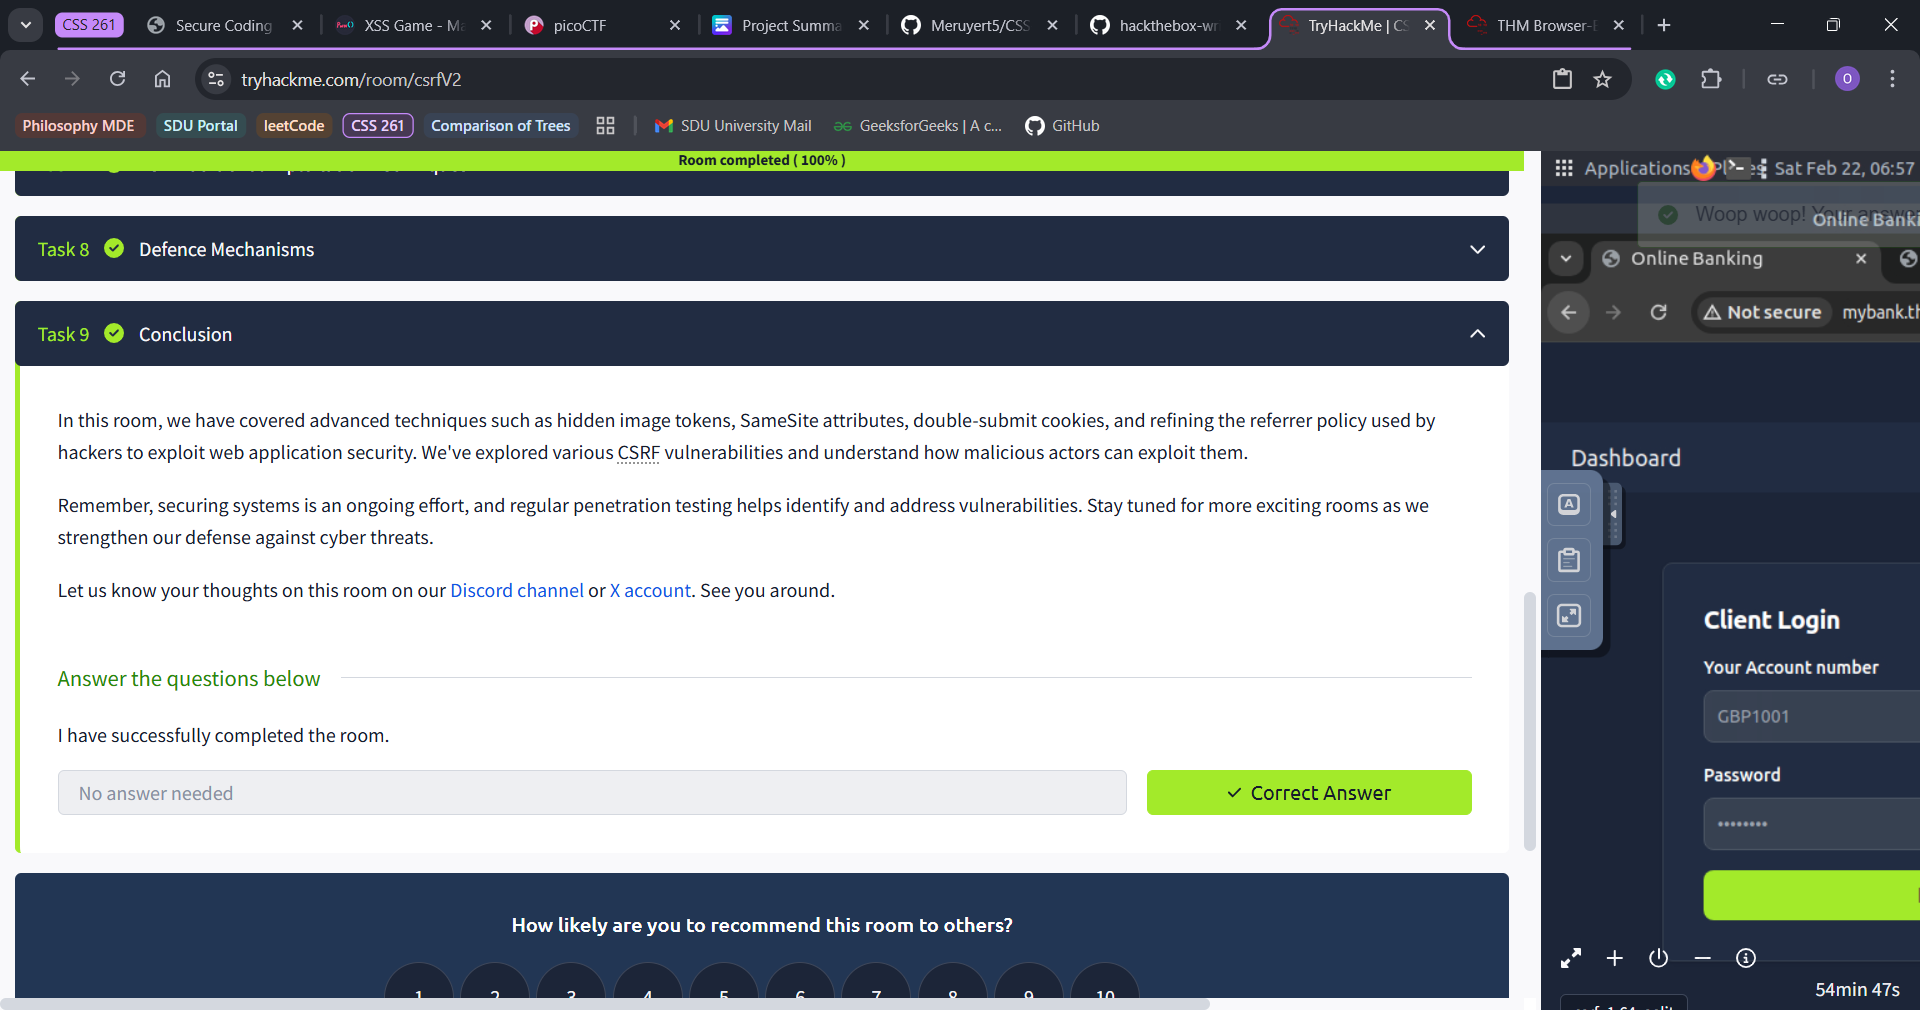 CSS 261
Secure Coding
XSS Game - Ma
picoCTF
Project Summa
Meruyert5/CSS
hackthebox-wr
TryHackMe | CS
THM Browser-
tryhackme.com/room/csrfV2
O
Philosophy MDE
SDU Portal
leetCode
CSS 261
Comparison of Trees
SDU University Mail
GeeksforGeeks | A c...
GitHub
Room completed ( 100% )
Task 8
Defence Mechanisms
Task 9
Conclusion
In this room, we have covered advanced techniques such as hidden image tokens, SameSite attributes, double-submit cookies, and refining the referrer policy used by
hackers to exploit web application security. We've explored various CSRF vulnerabilities and understand how malicious actors can exploit them.
Remember, securing systems is an ongoing effort, and regular penetration testing helps identify and address vulnerabilities. Stay tuned for more exciting rooms as we
strengthen our defense against cyber threats.
Let us know your thoughts on this room on our Discord channel or X account. See you around.
Answer the questions below
I have successfully completed the room.
No answer needed
Correct Answer
How likely are you to recommend this room to others?
1 2 3 4 5 6 7 8 9 10
Applications
Sat Feb 22, 06:57
Woop woop! Your answe
Online Banki
Online Banking
Not secure
mybank.th
Dashboard
Client Login
Your Account number
GBP1001
Password
••••••••
54min 47s